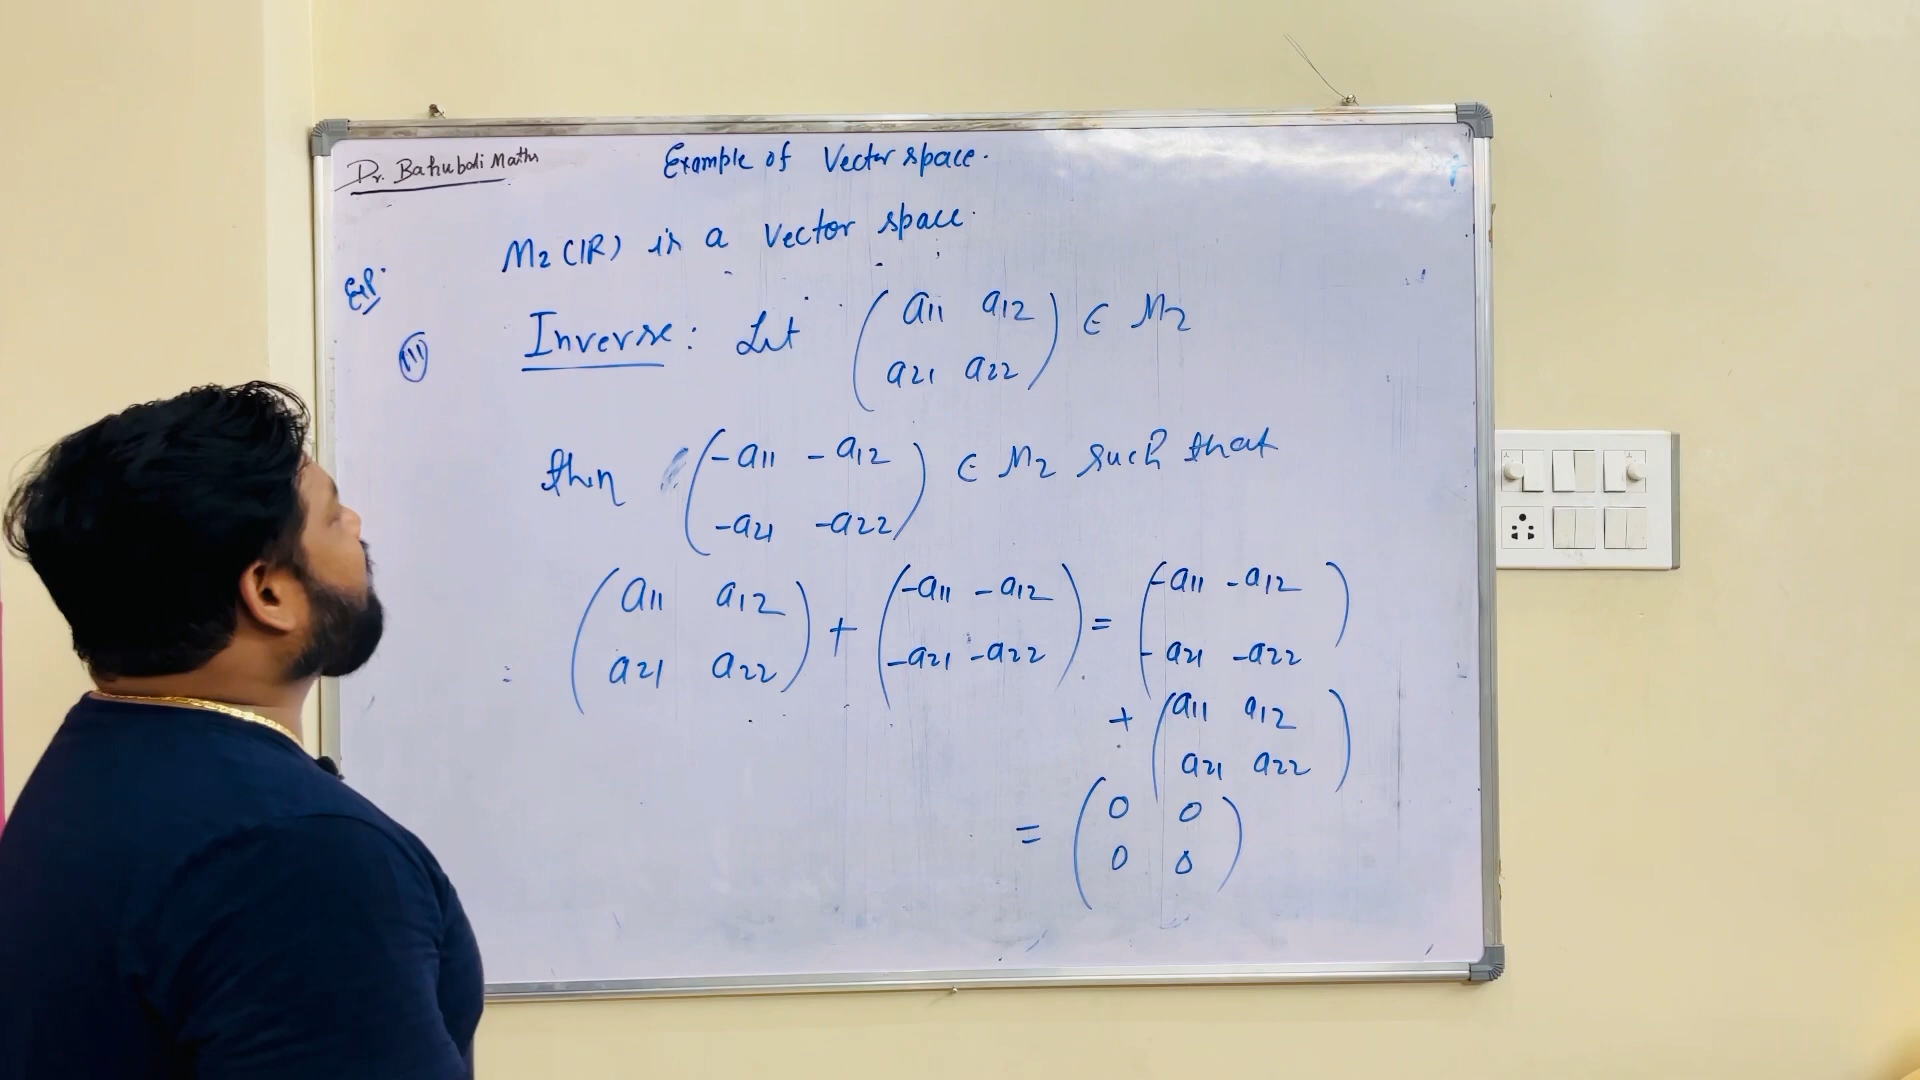 Dr. Bahubali Maths
Example of Vector space.
M2 (IR) is a vector space.
Exp.
(iii) Inverse: Let ( a11 a12
a21 a22 ) ∈ M2
then ( -a11 -a12
-a21 -a22 ) ∈ M2 such that
= ( a11 a12
a21 a22 ) + ( -a11 -a12
-a21 -a22 ) = ( -a11 -a12
-a21 -a22 )
+ ( a11 a12
a21 a22 )
= ( 0 0
0 0 )